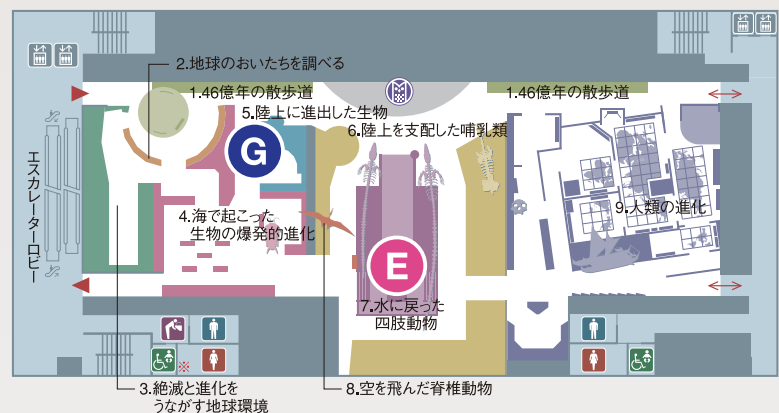 2.地球のおいたちを調べる
1.46億年の散歩道
1.46億年の散歩道
5.陸上に進出した生物
G
6.陸上を支配した哺乳類
エスカレーターロビー
4.海で起こった
生物の爆発的進化
9.人類の進化
E
7.水に戻った
四肢動物
※
3.絶滅と進化を
うながす地球環境
8.空を飛んだ脊椎動物